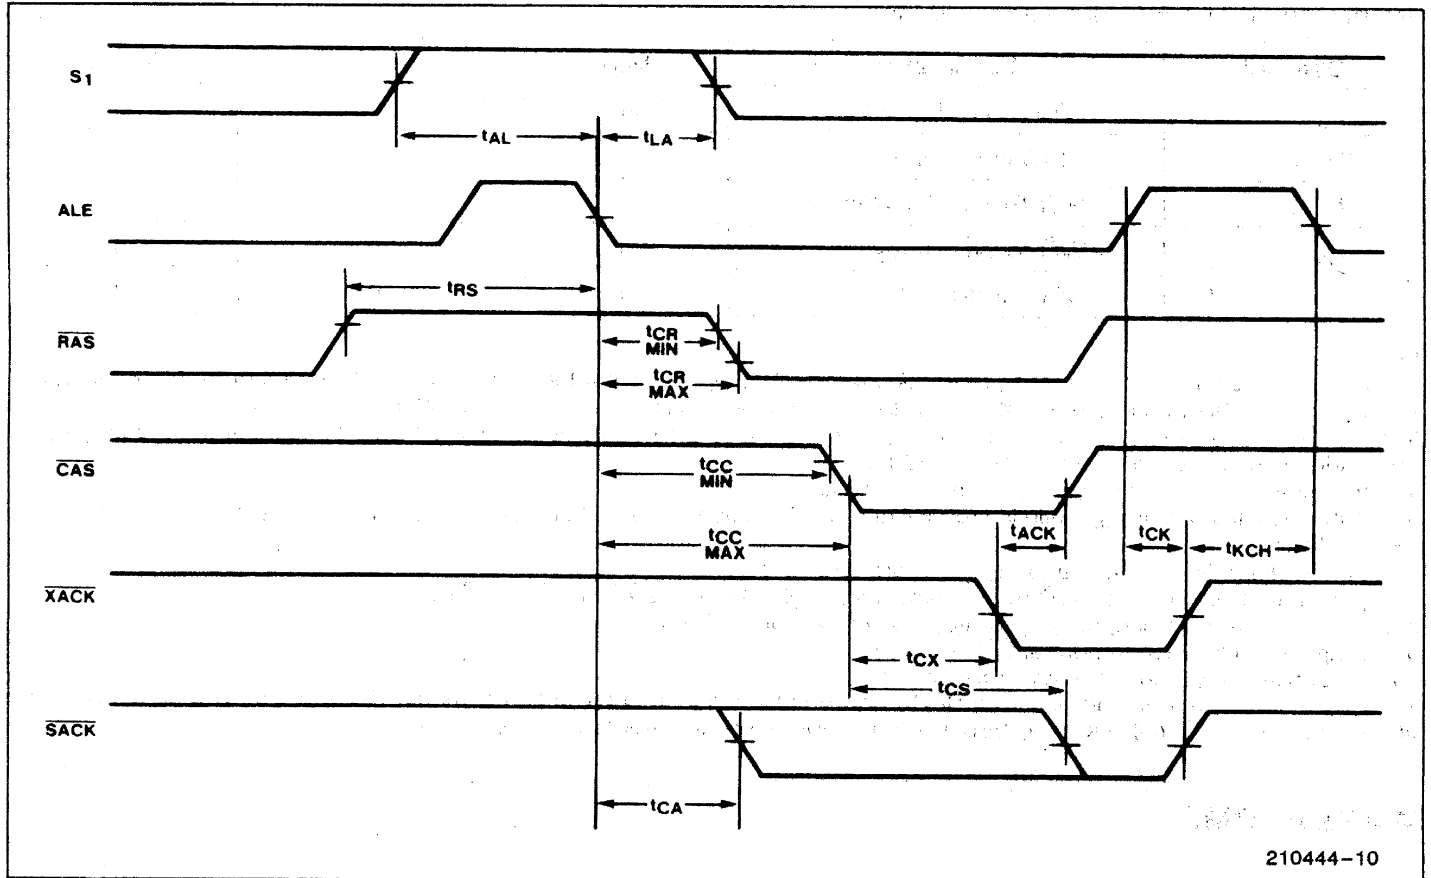 S1
tAL
tLA
ALE
tRS
RAS
tCR
MIN
tCR
MAX
CAS
tCC
MIN
tCC
MAX
tACK
tCK
tKCH
XACK
tCX
tCS
SACK
tCA
210444-10